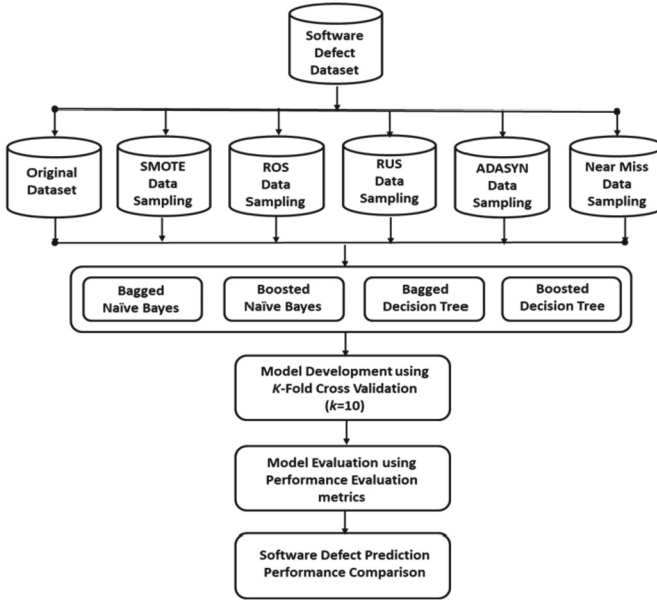 Software
Defect
Dataset
Original
Dataset
SMOTE
Data
Sampling
ROS
Data
Sampling
RUS
Data
Sampling
ADASYN
Data
Sampling
Near Miss
Data
Sampling
Bagged
Naïve Bayes
Boosted
Naïve Bayes
Bagged
Decision Tree
Boosted
Decision Tree
Model Development using
K-Fold Cross Validation
(k=10)
Model Evaluation using
Performance Evaluation
metrics
Software Defect Prediction
Performance Comparison